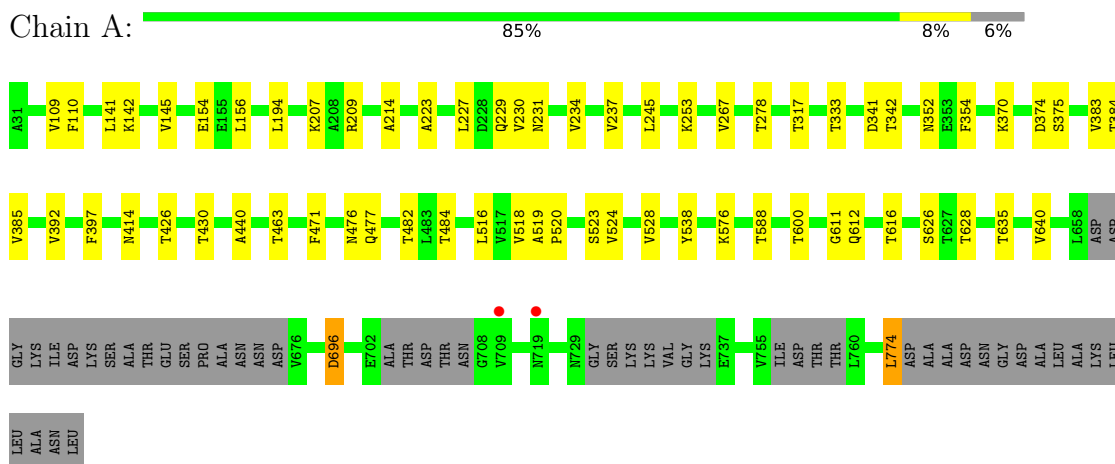 Chain A:
85% 8% 6%
A31 V109 F110 L141 K142 V145 E154 E155 L156 L194 K207 A208 R209 A214 A223 L227 D228 Q229 V230 N231 V234 V237 L245 K253 V267 T278 T317 T333 D341 T342 N352 E353 F354 K370 D374 S375 V383 T384
V385 V392 F397 N414 T426 T430 A440 T463 F471 N476 Q477 T482 L483 T484 L516 V517 V518 A519 P520 S523 V524 V528 Y538 K576 T588 T600 G611 Q612 T616 S626 T627 T628 T635 V640 L658 ASP ASP
GLY LYS ILE ASP LYS SER ALA THR GLU SER PRO ALA ASN ASN ASP V676 D696 E702 ALA THR ASP THR ASN G708 V709 N719 N729 GLY SER LYS LYS VAL GLY LYS E737 V755 ILE ASP THR THR L760 L774 ASP ALA ALA ASP ASN GLY ASP ALA LEU ALA LYS LEU
LEU ALA ASN LEU